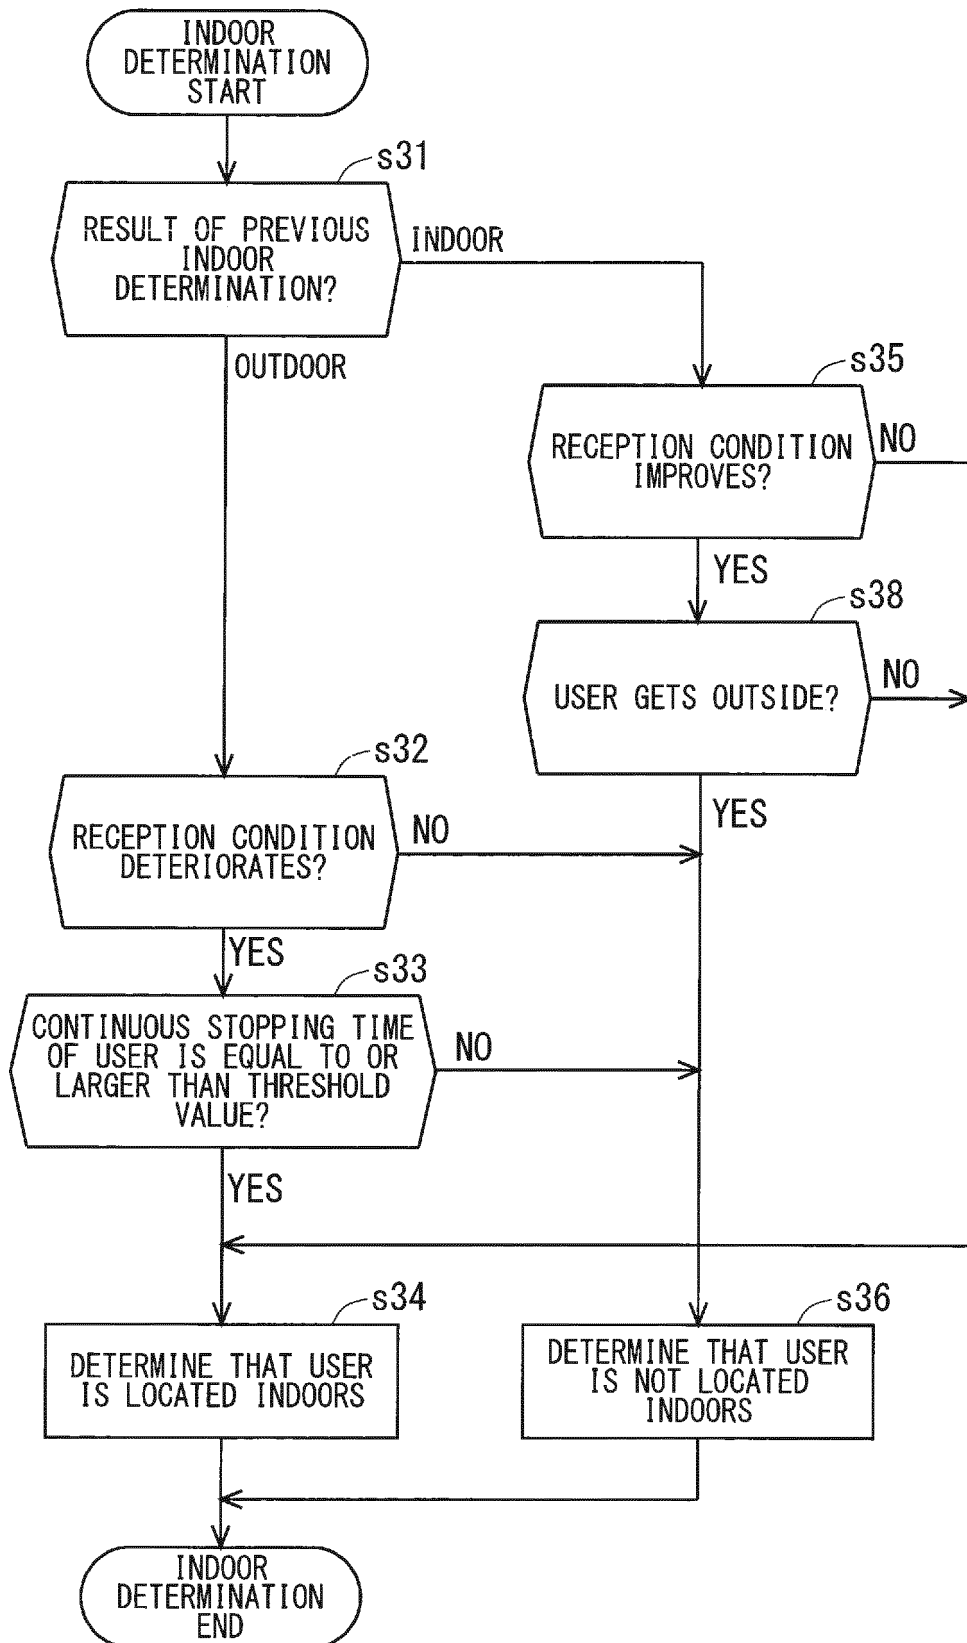 INDOOR
DETERMINATION
START
s31
RESULT OF PREVIOUS
INDOOR
DETERMINATION?
INDOOR
OUTDOOR
s35
RECEPTION CONDITION
IMPROVES?
NO
YES
s38
USER GETS OUTSIDE?
NO
YES
s32
RECEPTION CONDITION
DETERIORATES?
NO
YES
s33
CONTINUOUS STOPPING TIME
OF USER IS EQUAL TO OR
LARGER THAN THRESHOLD
VALUE?
NO
YES
s34
DETERMINE THAT USER
IS LOCATED INDOORS
s36
DETERMINE THAT USER
IS NOT LOCATED
INDOORS
INDOOR
DETERMINATION
END